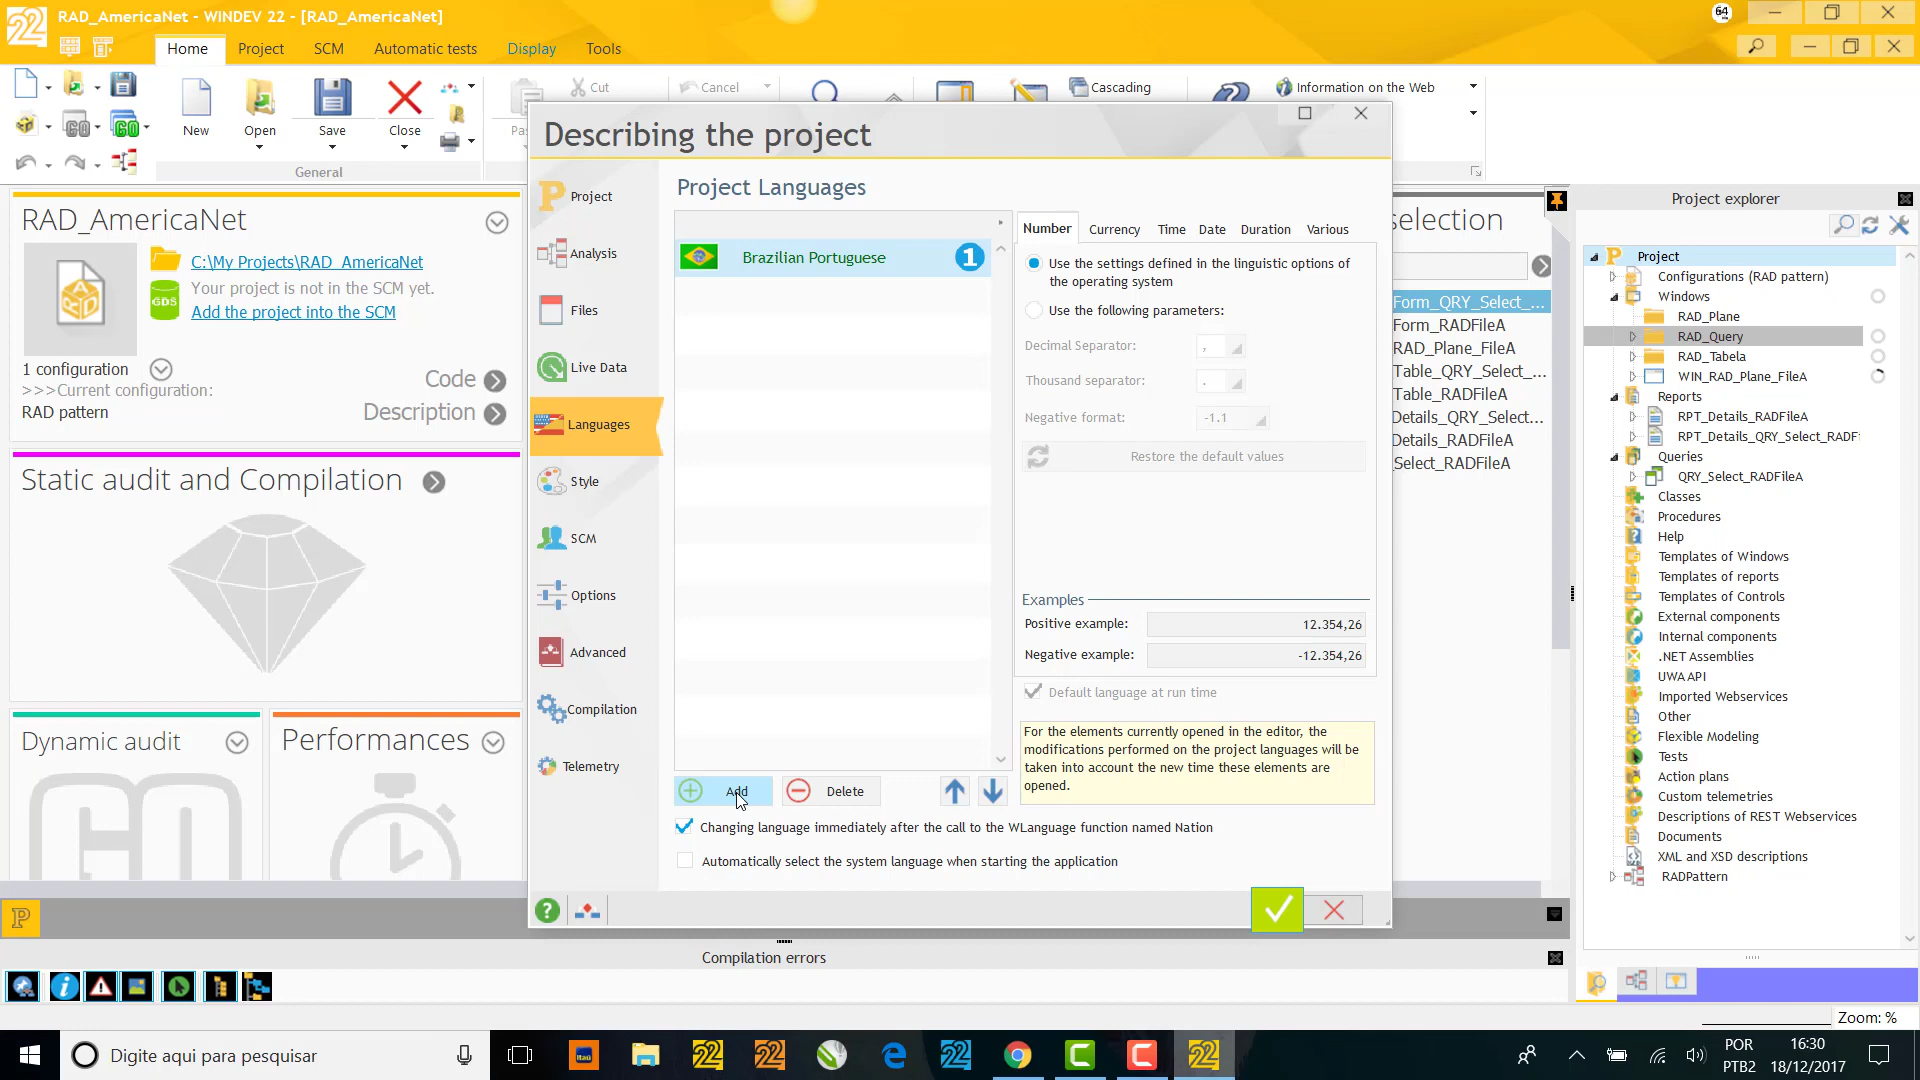 RAD_AmericaNet - WINDEV 22 - [RAD_AmericaNet]
64
22
Home
Project
SCM
Automatic tests
Display
Tools
New
Open
Save
Close
General
Cut
Cancel
Cascading
Information on the Web
RAD_AmericaNet
C:\My Projects\RAD_AmericaNet
Your project is not in the SCM yet.
GDS
Add the project into the SCM
1 configuration
>>>Current configuration:
RAD pattern
Code
Description
Static audit and Compilation
Dynamic audit
Performances
Describing the project
Project
Analysis
Files
Live Data
Languages
Style
SCM
Options
Advanced
Compilation
Telemetry
Project Languages
Brazilian Portuguese
1
Add
Delete
Changing language immediately after the call to the WLanguage function named Nation
Automatically select the system language when starting the application
Number
Currency
Time
Date
Duration
Various
Use the settings defined in the linguistic options of
the operating system
Use the following parameters:
Decimal Separator:
,
Thousand separator:
.
Negative format:
-1.1
Restore the default values
Examples
Positive example:
12.354,26
Negative example:
-12.354,26
Default language at run time
For the elements currently opened in the editor, the
modifications performed on the project languages will be
taken into account the new time these elements are
opened.
election
Form_QRY_Select_...
Form_RADFileA
RAD_Plane_FileA
Table_QRY_Select_...
Table_RADFileA
Details_QRY_Select...
Details_RADFileA
Select_RADFileA
Project explorer
Project
Configurations (RAD pattern)
Windows
RAD_Plane
RAD_Query
RAD_Tabela
WIN_RAD_Plane_FileA
Reports
RPT_Details_RADFileA
RPT_Details_QRY_Select_RADF
Queries
QRY_Select_RADFileA
Classes
Procedures
Help
Templates of Windows
Templates of reports
Templates of Controls
External components
Internal components
.NET Assemblies
UWA API
Imported Webservices
Other
Flexible Modeling
Tests
Action plans
Custom telemetries
Descriptions of REST Webservices
Documents
XML and XSD descriptions
RADPattern
Compilation errors
Zoom: %
Digite aqui para pesquisar
POR
PTB2
16:30
18/12/2017